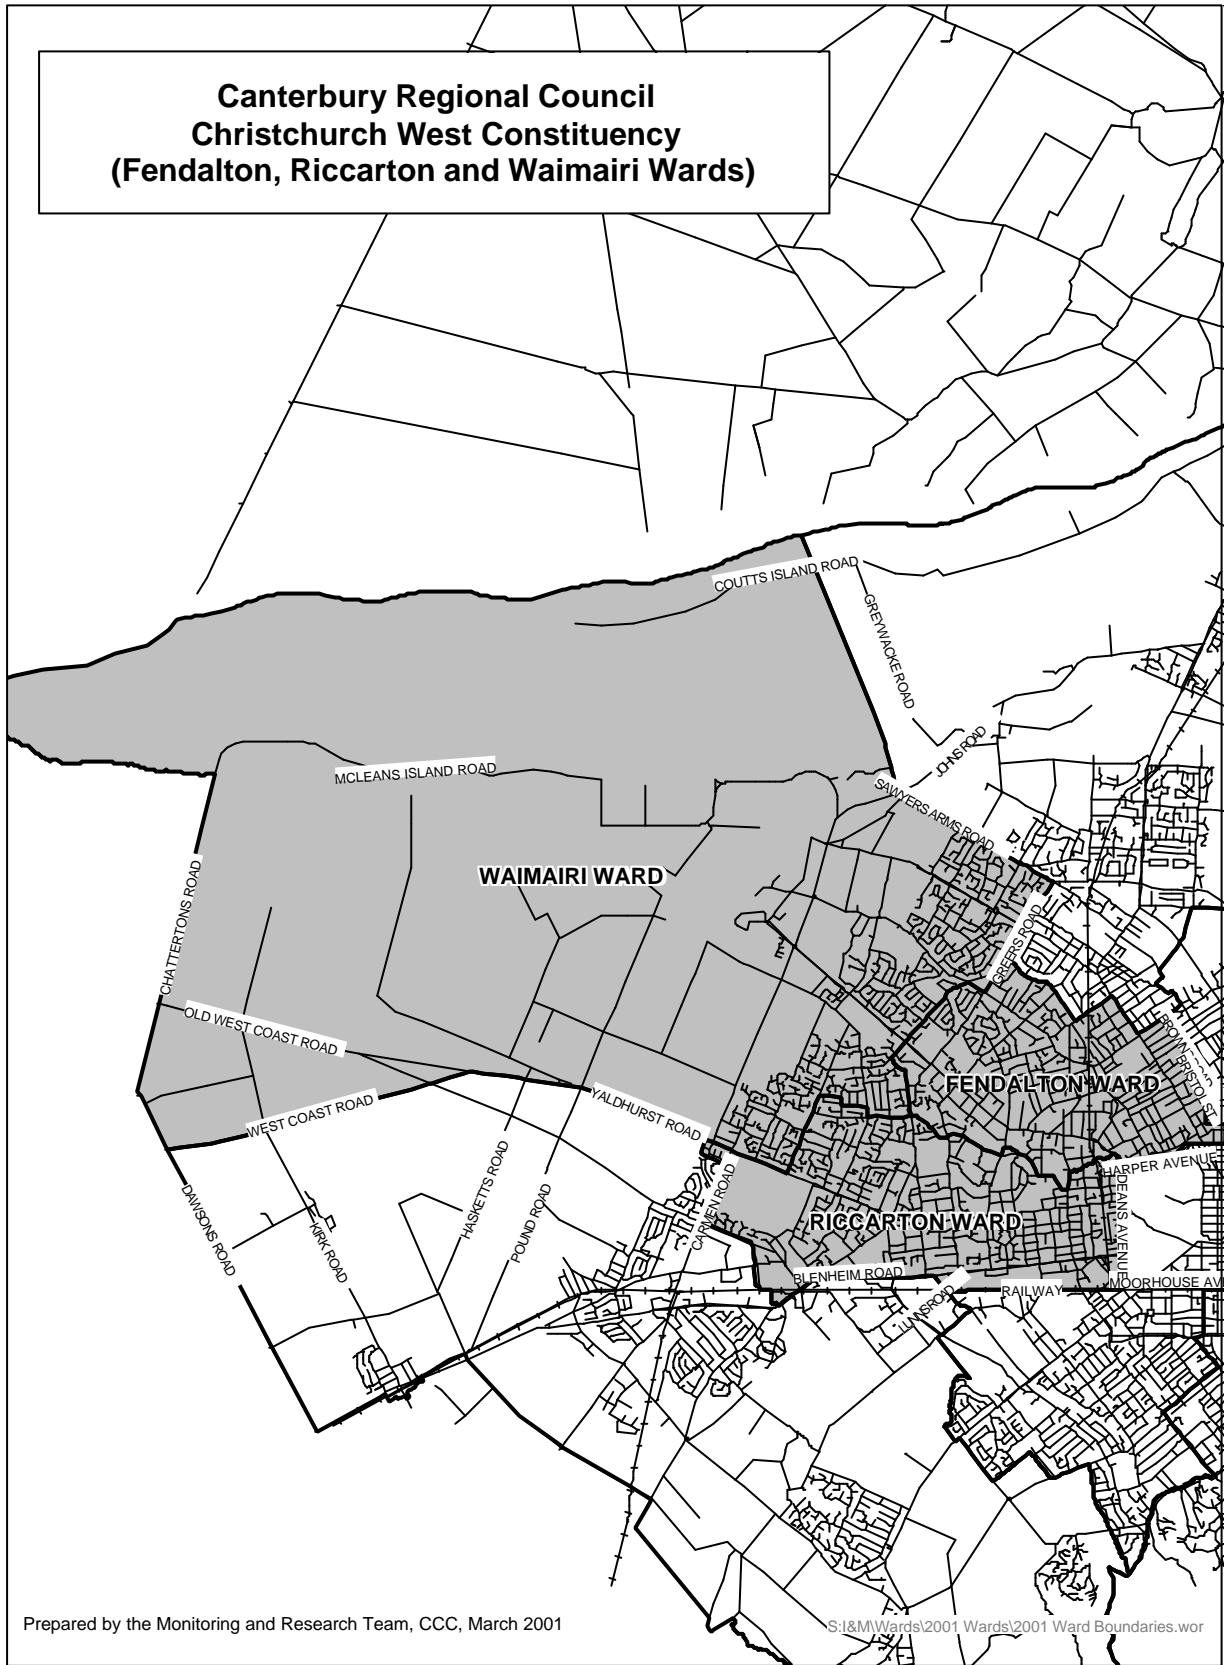 Canterbury Regional Council
Christchurch West Constituency
(Fendalton, Riccarton and Waimairi Wards)
COUTTS ISLAND ROAD
GREYWACKE ROAD
JOHNS ROAD
MCLEANS ISLAND ROAD
SAWYERS ARMS ROAD
WAIMAIRI WARD
CHATTERTONS ROAD
GREERS ROAD
OLD WEST COAST ROAD
BRISTOL ST
FENDALTON WARD
WEST COAST ROAD
YALDHURST ROAD
HARPER AVENUE
DEANS AVENUE
DAWSONS ROAD
KIRK ROAD
HASKETTS ROAD
POUND ROAD
CARMEN ROAD
RICCARTON WARD
BLENHEIM ROAD
LUNNS ROAD
RAILWAY
MOORHOUSE AVE
Prepared by the Monitoring and Research Team, CCC, March 2001
S:I&M\Wards\2001 Wards\2001 Ward Boundaries.wor